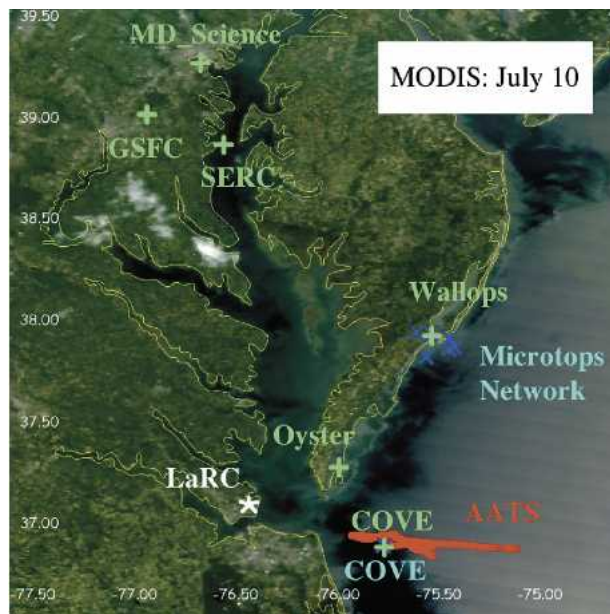 39.50
MD_Science
MODIS: July 10
39.00
GSFC
SERC
38.50
Wallops
38.00
Microtops
Network
37.50
Oyster
LaRC
37.00
COVE
AATS
COVE
-77.50
-77.00
-76.50
-76.00
-75.50
-75.00